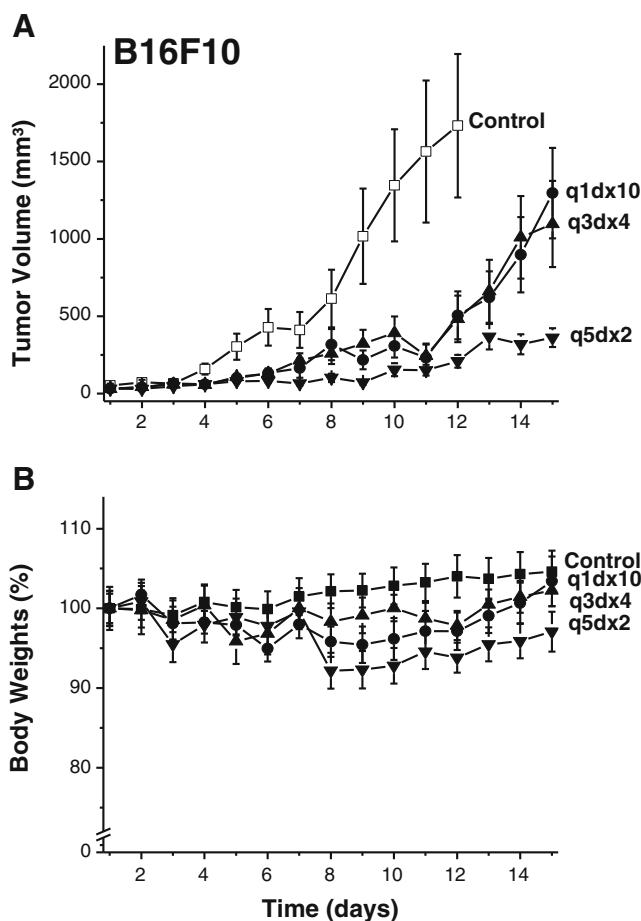 A
B16F10
Tumor Volume (mm³)
2000
1500
1000
500
0
2 4 6 8 10 12 14
Control
q1dx10
q3dx4
q5dx2
B
Body Weights (%)
110
100
90
80
0
Control
q1dx10
q3dx4
q5dx2
2 4 6 8 10 12 14
Time (days)